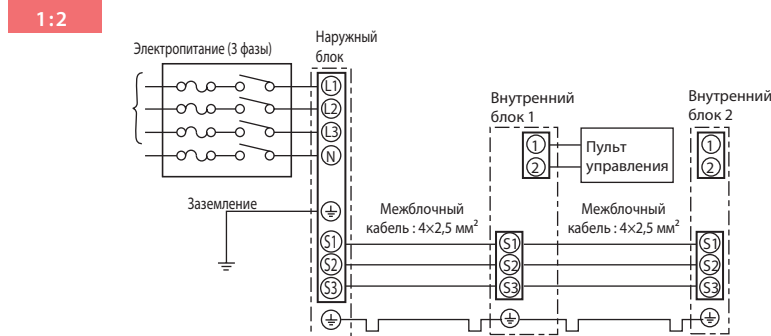 1:2
Электропитание (3 фазы)
Наружный
блок
L1
L2
L3
N
Заземление
S1
S2
S3
Межблочный
кабель : 4×2,5 мм²
Внутренний
блок 1
1
2
Пульт
управления
S1
S2
S3
Межблочный
кабель : 4×2,5 мм²
Внутренний
блок 2
1
2
S1
S2
S3